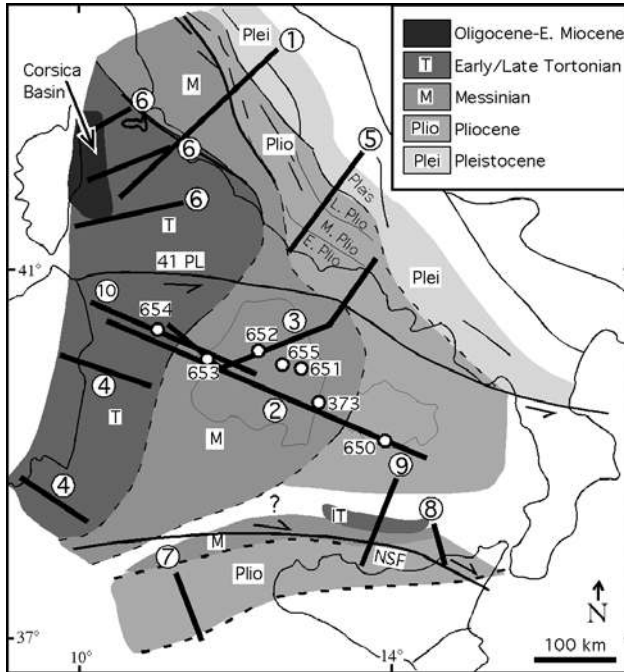 Oligocene-E. Miocene
T Early/Late Tortonian
M Messinian
Plio Pliocene
Plei Pleistocene
Plei
1
M
Corsica
Basin
6
Plio
5
6
Pleis
L. Plio
M. Plio
E. Plio
6
T
41 PL
41°
Plei
10
654
3
652
655
651
653
4
2
373
T
M
650
9
4
?
IT
8
M
NSF
7
Plio
N
37°
10°
14°
100 km